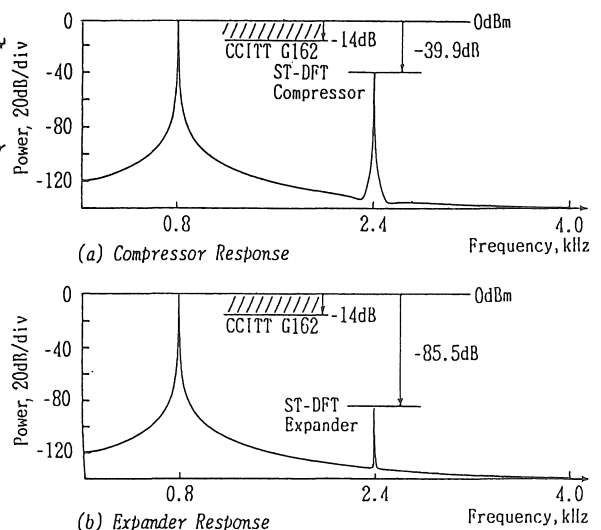 0
0dBm
-14dB
CCITT G162
-39.9dB
ST-DFT
Compressor
-40
-80
-120
Power, 20dB/div
0.8
2.4
4.0
Frequency,kHz
(a) Compressor Response
0
0dBm
-14dB
CCITT G162
-85.5dB
-40
-80
ST-DFT
Expander
-120
Power, 20dB/div
0.8
2.4
4.0
Frequency,kHz
(b) Expander Response